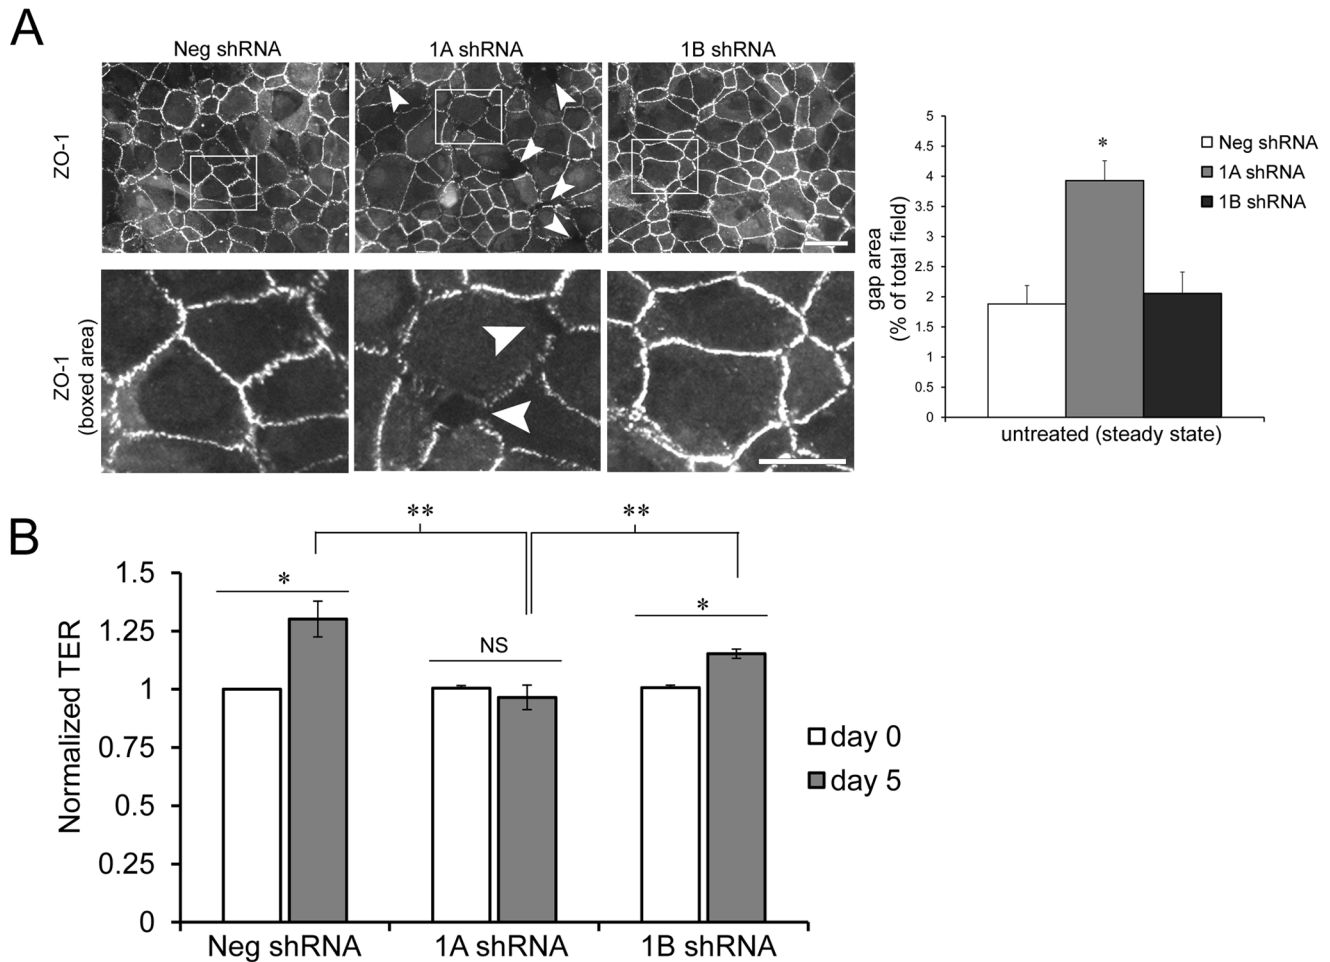 A
Neg shRNA
1A shRNA
1B shRNA
ZO-1
ZO-1
(boxed area)
gap area
(% of total field)
5
4.5
4
3.5
3
2.5
2
1.5
1
0.5
0
*
Neg shRNA
1A shRNA
1B shRNA
untreated (steady state)
B
Normalized TER
1.5
1.25
1
0.75
0.5
0.25
0
**
**
*
NS
*
day 0
day 5
Neg shRNA
1A shRNA
1B shRNA